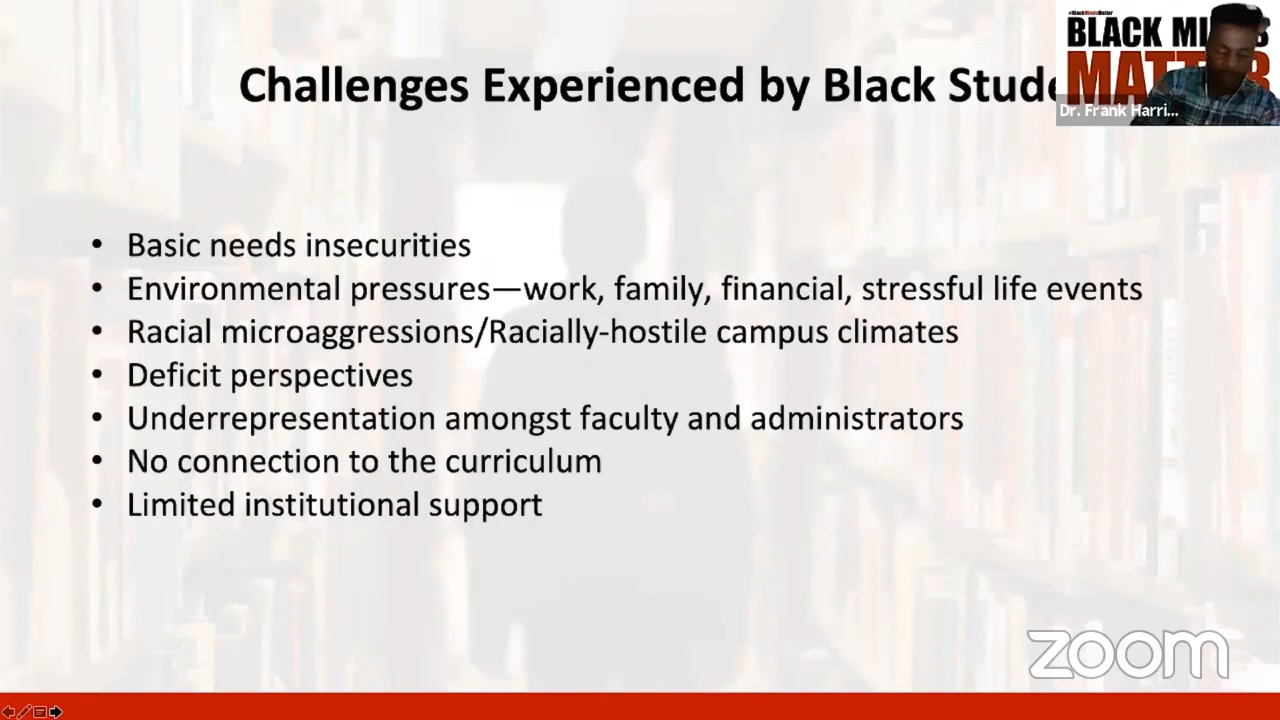 #BlackMindsMatter
BLACK MI
MATTER
Dr. Frank Harri...
Challenges Experienced by Black Stude
• Basic needs insecurities
• Environmental pressures—work, family, financial, stressful life events
• Racial microaggressions/Racially-hostile campus climates
• Deficit perspectives
• Underrepresentation amongst faculty and administrators
• No connection to the curriculum
• Limited institutional support
zoom